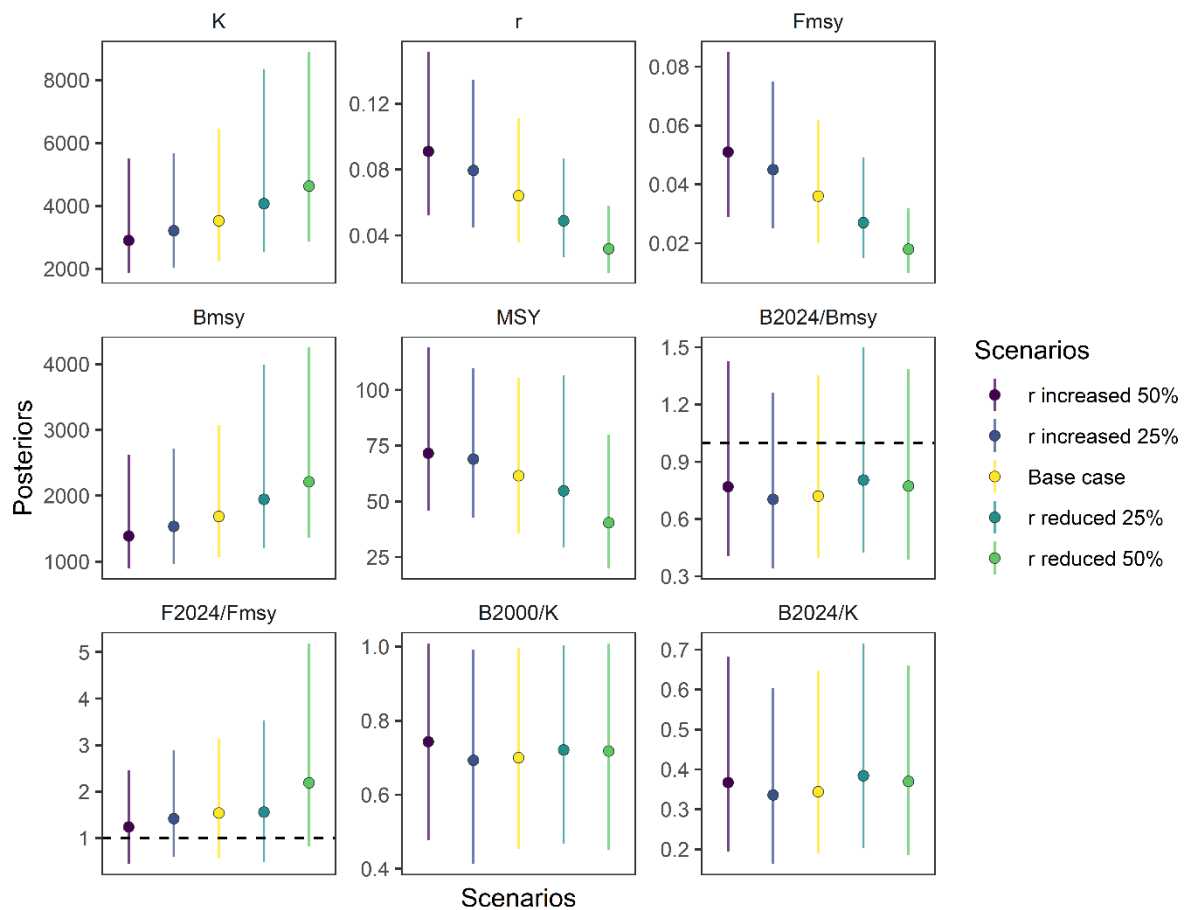 K
r
Fmsy
8000
6000
4000
2000
0.12
0.08
0.04
0.08
0.06
0.04
0.02
Bmsy
MSY
B2024/Bmsy
4000
3000
2000
1000
100
75
50
25
1.5
1.2
0.9
0.6
0.3
Posteriors
F2024/Fmsy
B2000/K
B2024/K
5
4
3
2
1
1.0
0.8
0.6
0.4
0.7
0.6
0.5
0.4
0.3
0.2
Scenarios
Scenarios
r increased 50%
r increased 25%
Base case
r reduced 25%
r reduced 50%